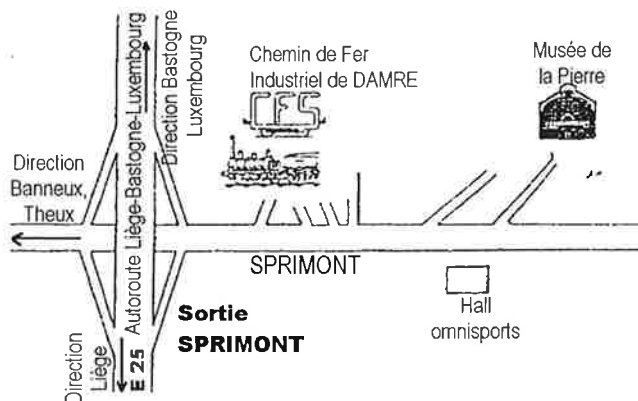 Chemin de Fer
Industriel de DAMRE
CFS
Musée de
la Pierre
Direction Bastogne
Luxembourg
Autoroute Liège-Bastogne-Luxembourg
E 25
Direction
Banneux,
Theux
SPRIMONT
Hall
omnisports
Sortie
SPRIMONT
Direction
Liège